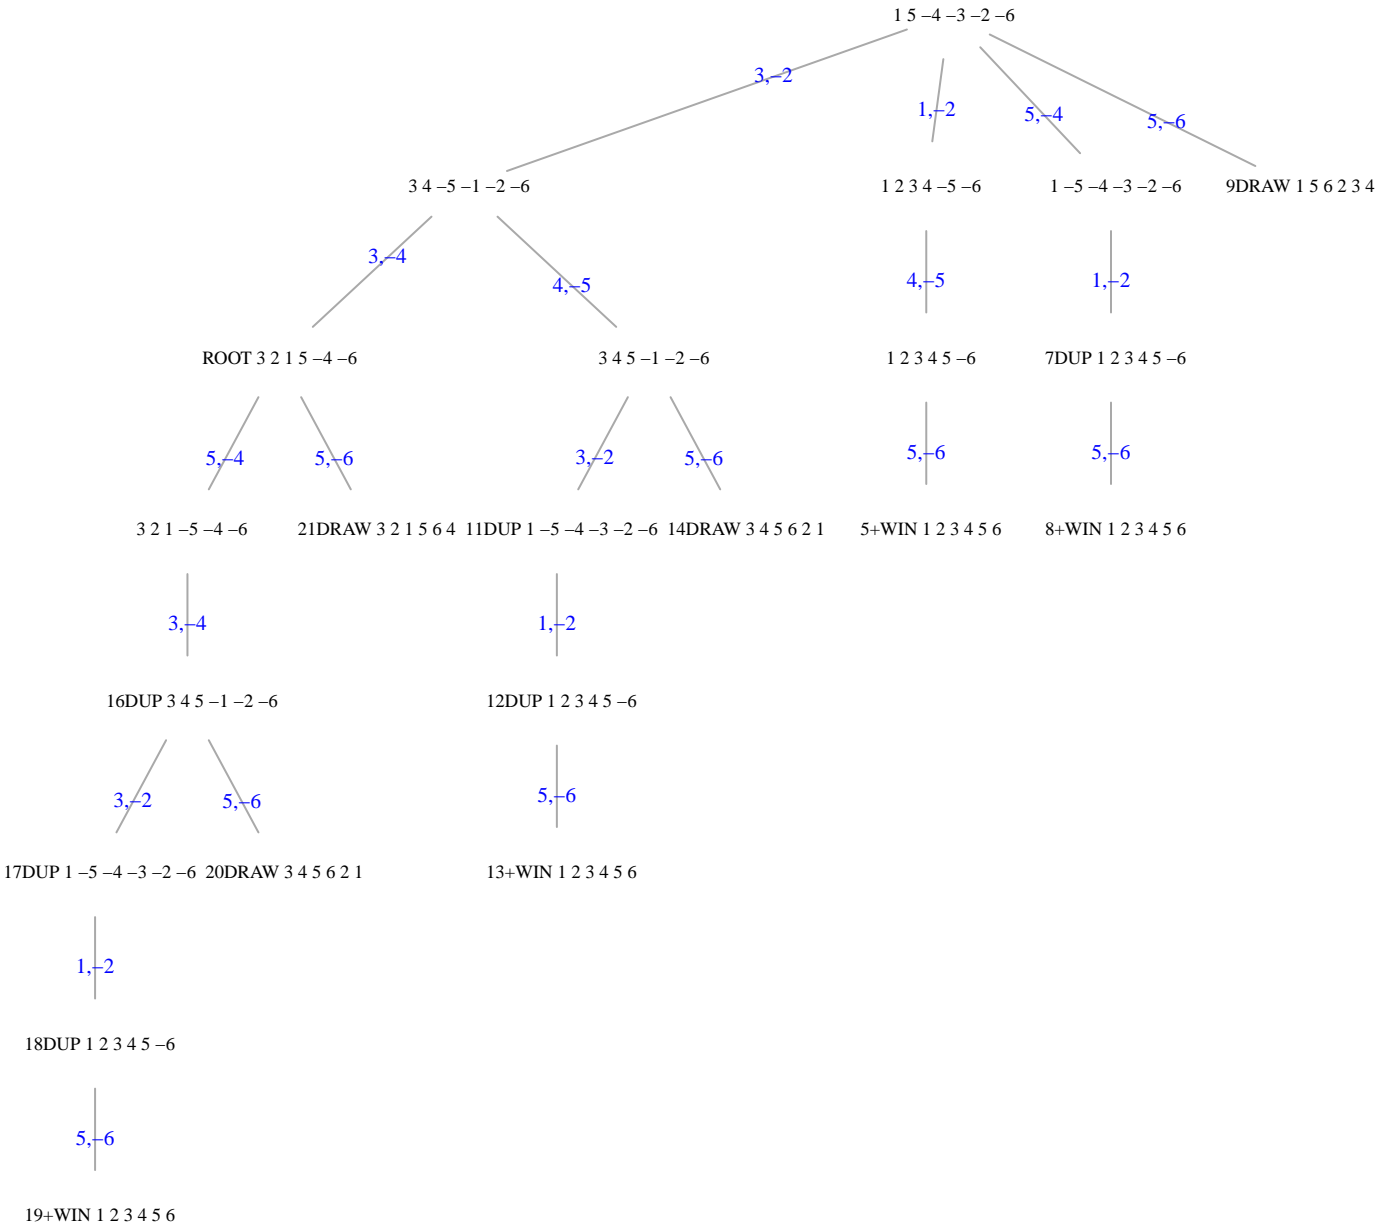 1 5 –4 –3 –2 –6
3,–2
1,–2
5,–4
5,–6
3 4 –5 –1 –2 –6
1 2 3 4 –5 –6
1 –5 –4 –3 –2 –6
9DRAW 1 5 6 2 3 4
3,–4
4,–5
4,–5
1,–2
ROOT 3 2 1 5 –4 –6
3 4 5 –1 –2 –6
1 2 3 4 5 –6
7DUP 1 2 3 4 5 –6
5,–4
5,–6
3,–2
5,–6
5,–6
5,–6
3 2 1 –5 –4 –6
21DRAW 3 2 1 5 6 4
11DUP 1 –5 –4 –3 –2 –6
14DRAW 3 4 5 6 2 1
5+WIN 1 2 3 4 5 6
8+WIN 1 2 3 4 5 6
3,–4
1,–2
16DUP 3 4 5 –1 –2 –6
12DUP 1 2 3 4 5 –6
3,–2
5,–6
5,–6
17DUP 1 –5 –4 –3 –2 –6
20DRAW 3 4 5 6 2 1
13+WIN 1 2 3 4 5 6
1,–2
18DUP 1 2 3 4 5 –6
5,–6
19+WIN 1 2 3 4 5 6